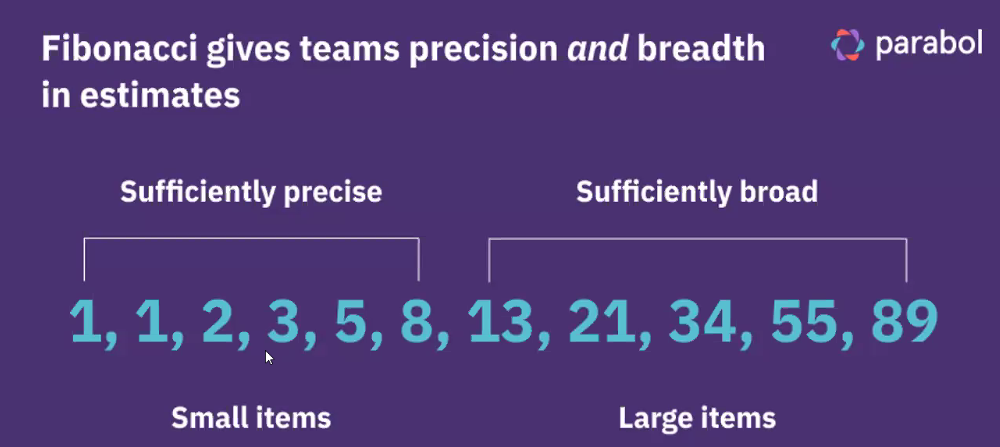 Fibonacci gives teams precision and breadth
in estimates
parabol
Sufficiently precise
Sufficiently broad
1, 1, 2, 3, 5, 8, 13, 21, 34, 55, 89
Small items
Large items